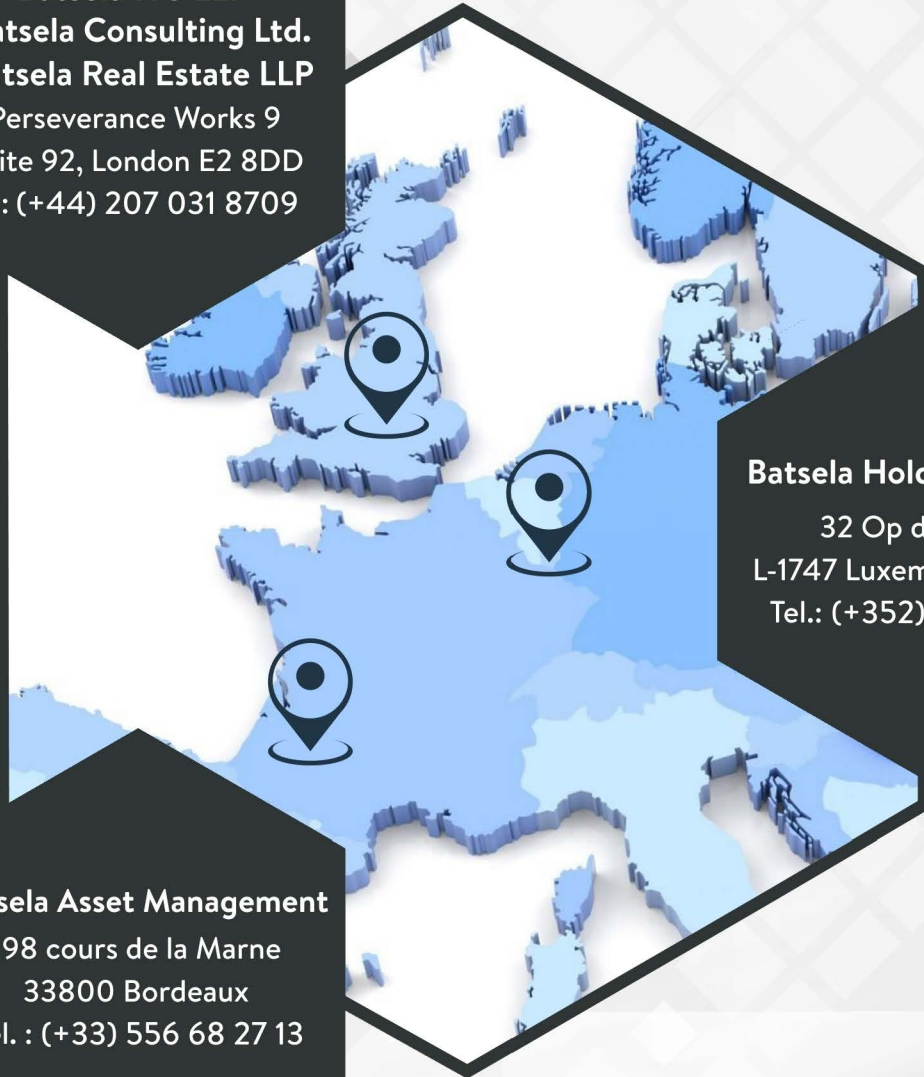 tsela Consulting Ltd.
tsela Real Estate LLP
Perseverance Works 9
ite 92, London E2 8DD
: (+44) 207 031 8709
Batsela Hold
32 Op d
L-1747 Luxem
Tel.: (+352)
sela Asset Management
98 cours de la Marne
33800 Bordeaux
l. : (+33) 556 68 27 13